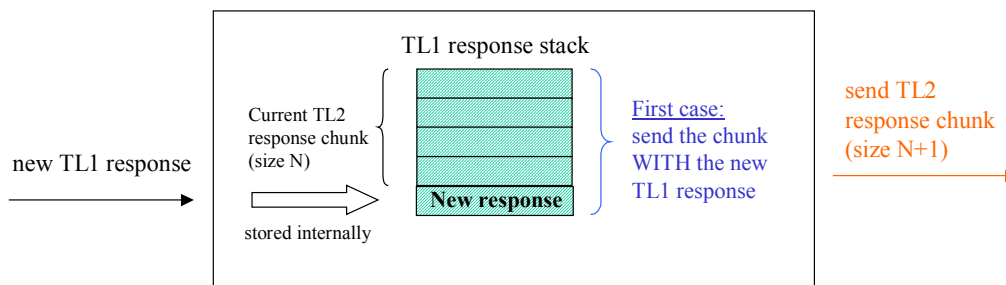 new TL1 response
TL1 response stack
Current TL2
response chunk
(size N)
New response
stored internally
First case:
send the chunk
WITH the new
TL1 response
send TL2
response chunk
(size N+1)